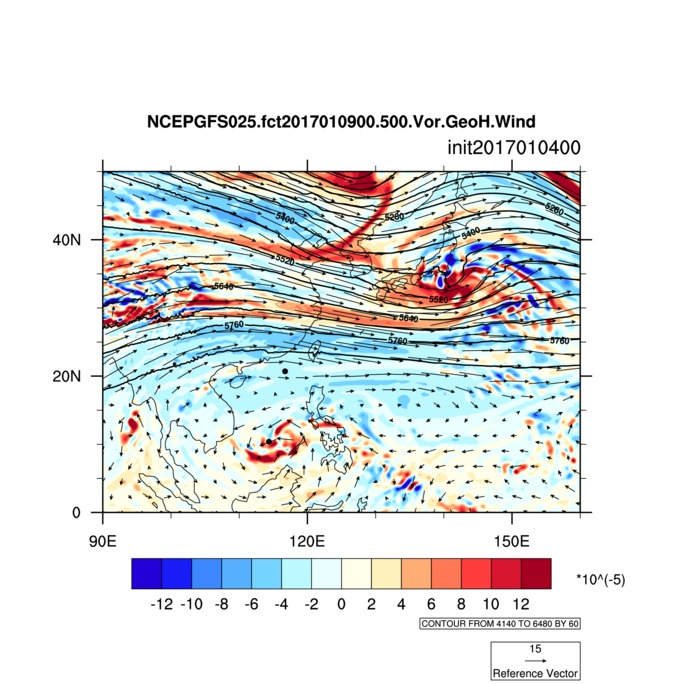 NCEPGFS025.fct2017010900.500.Vor.GeoH.Wind
init2017010400
5400
5280
5280
5400
40N
5520
5640
5520
5640
5760
5760
5760
20N
0
90E 120E 150E
-12 -10 -8 -6 -4 -2 0 2 4 6 8 10 12
*10^(-5)
CONTOUR FROM 4140 TO 6480 BY 60
15
Reference Vector